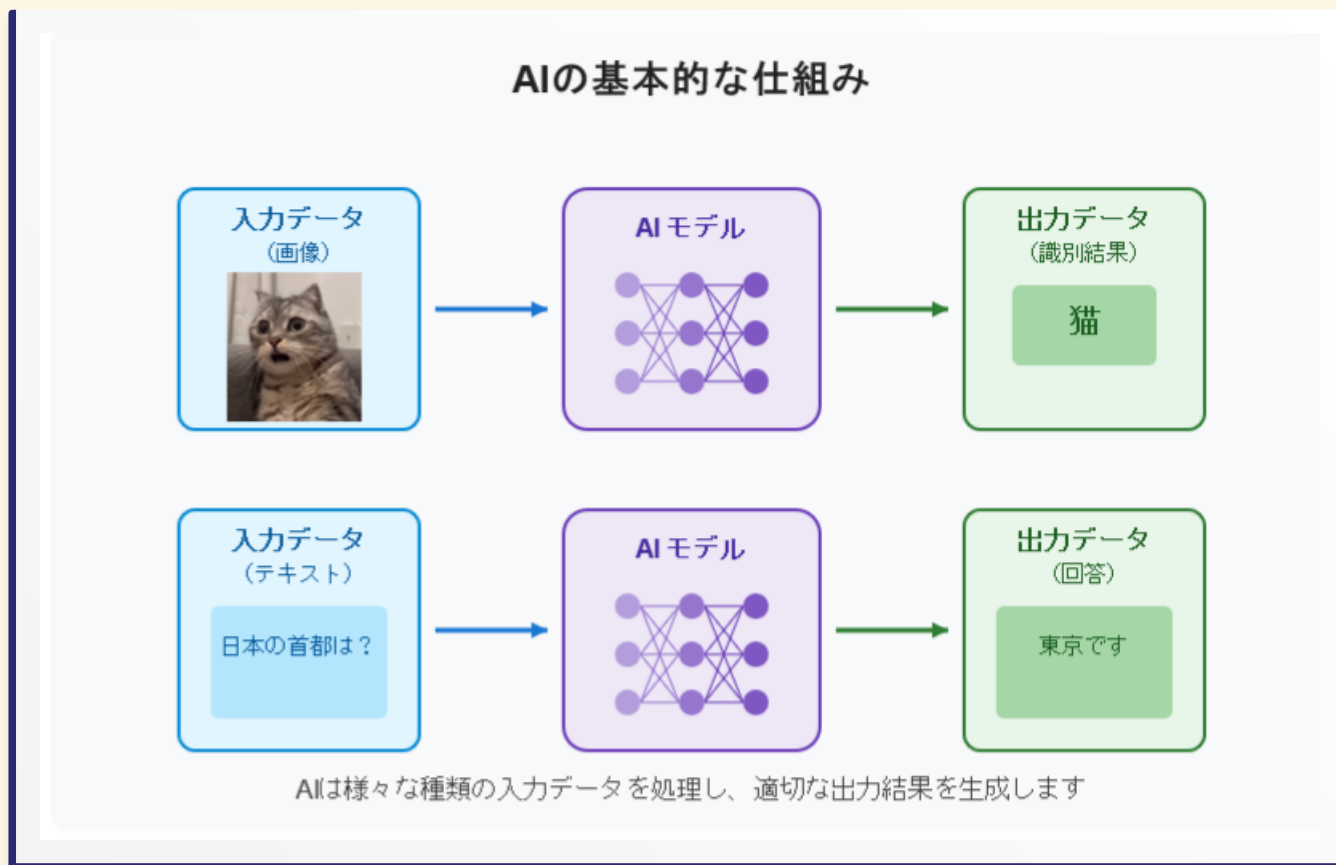 AIの基本的な仕組み
入力データ
（画像）
AI モデル
出力データ
（識別結果）
猫
入力データ
（テキスト）
日本の首都は？
AI モデル
出力データ
（回答）
東京です
AIは様々な種類の入力データを処理し、適切な出力結果を生成します